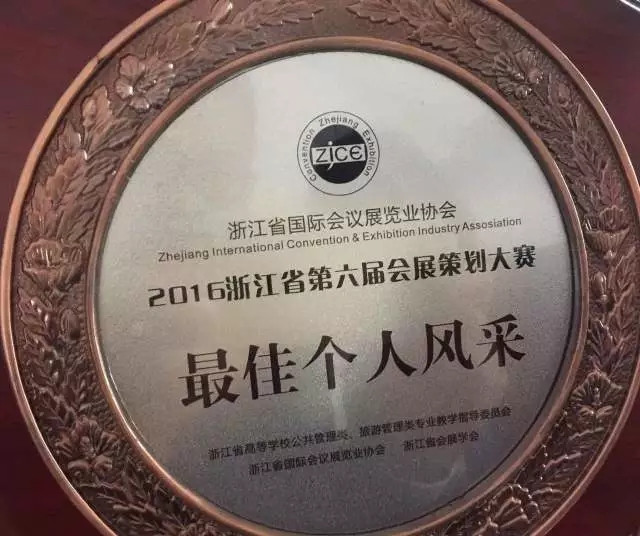 Convention Zhejiang Exhibition
zjce
浙江省国际会议展览业协会
Zhejiang International Convention & Exhibition Industry Assosiation
2016浙江省第六届会展策划大赛
最佳个人风采
浙江省高等学校公共管理类、旅游管理类专业教学指导委员会
浙江省国际会议展览业协会 浙江省会展学会